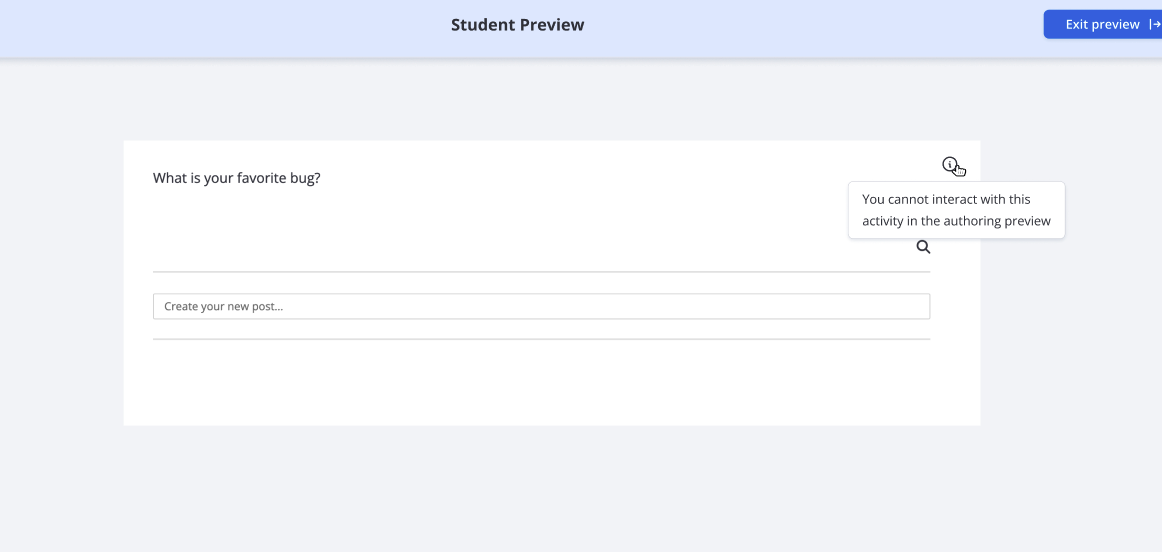 Student Preview
Exit preview
What is your favorite bug?
You cannot interact with this
activity in the authoring preview
Create your new post...